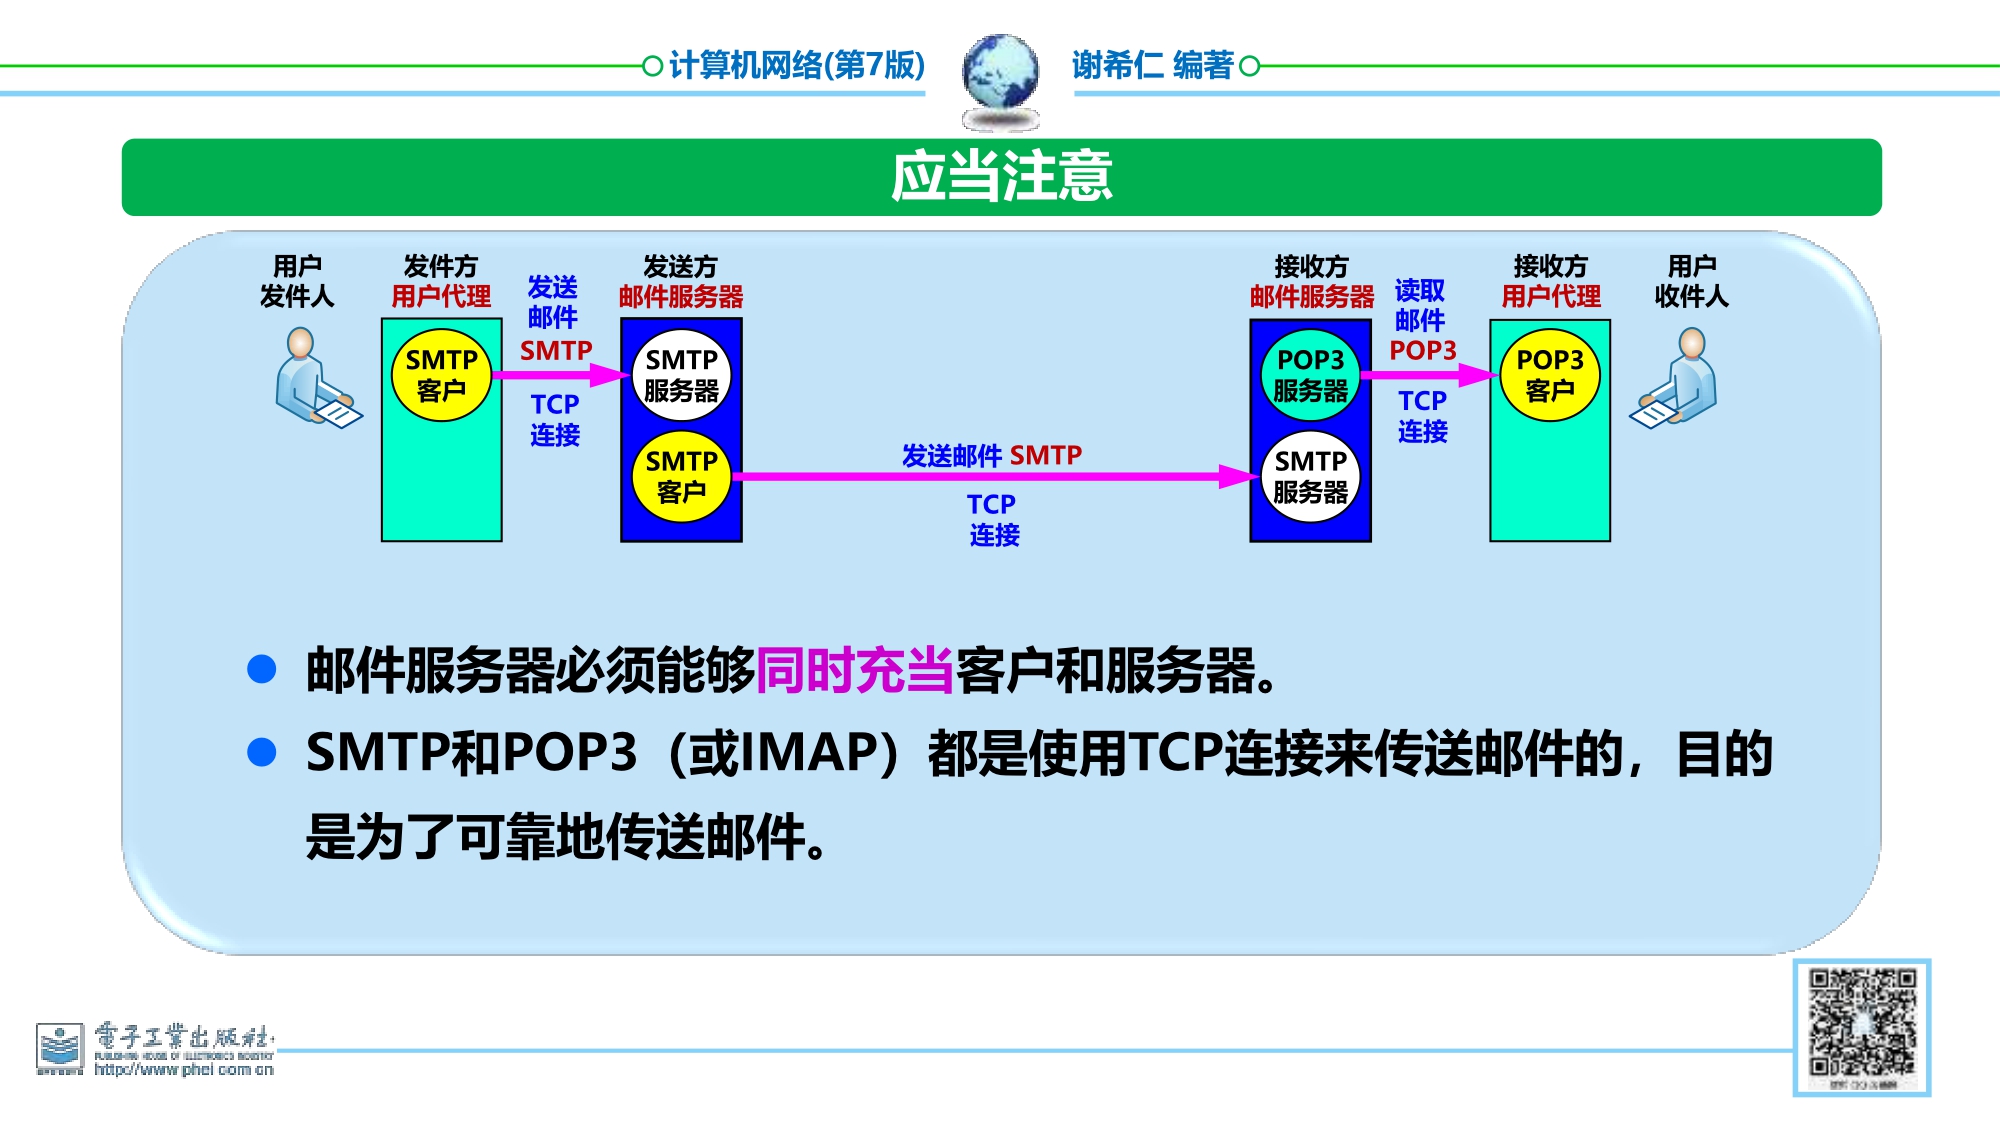 计算机网络(第7版)
谢希仁 编著
应当注意
用户
发件人
发件方
用户代理
发送
邮件
SMTP
TCP
连接
发送方
邮件服务器
接收方
邮件服务器
读取
邮件
POP3
TCP
连接
接收方
用户代理
用户
收件人
SMTP
客户
SMTP
服务器
SMTP
客户
发送邮件 SMTP
TCP
连接
POP3
服务器
SMTP
服务器
POP3
客户
邮件服务器必须能够同时充当客户和服务器。
SMTP和POP3（或IMAP）都是使用TCP连接来传送邮件的，目的
是为了可靠地传送邮件。
電子工業出版社
PUBLISHING HOUSE OF ELECTRONICS INDUSTRY
http://www.phei.com.cn